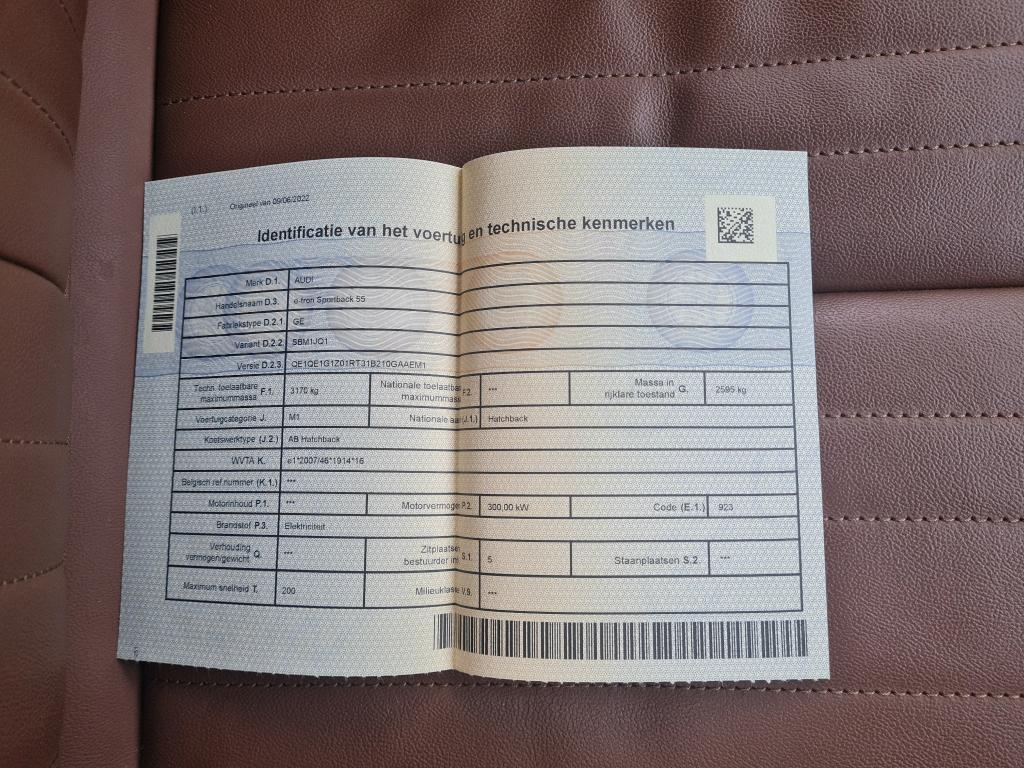 (I.1.) Origineel van 09/06/2022
Identificatie van het voertuig en technische kenmerken
Merk D.1. AUDI
Handelsnaam D.3. e-tron Sportback 55
Fabriekstype D.2.1 GE
Variant D.2.2 SBM1JQ1
Versie D.2.3 QE1QE1G1Z01RT31B210GAAEM1
Techn. toelaatbare maximummassa F.1. 3170 kg Nationale toelaatbare maximummassa F.2. *** Massa in rijklare toestand G. 2595 kg
Voertuigcategorie J. M1 Nationale aar (J.1.) Hatchback
Koetswerktype (J.2.) AB Hatchback
WVTA K. e1*2007/46*1914*16
Belgisch ref.nummer (K.1.) ***
Motorinhoud P.1. *** Motorvermogen P.2. 300,00 kW Code (E.1.) 923
Brandstof P.3. Elektriciteit
Verhouding vermogen/gewicht Q. *** Zitplaatsen bestuurder in S.1. 5 Staanplaatsen S.2. ***
Maximum snelheid T. 200 Milieuklasse V.9. ***